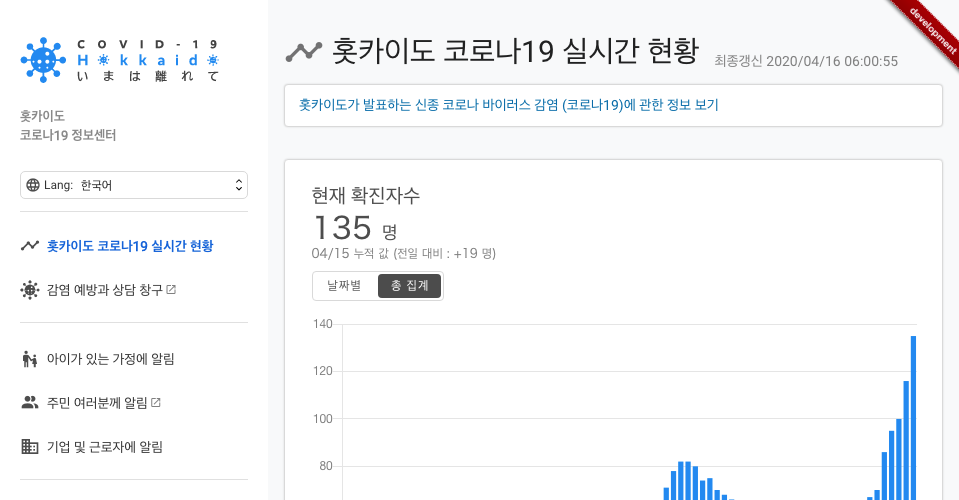 COVID-19
Hokkaido
いまは離れて
홋카이도
코로나19 정보센터
Lang: 한국어
홋카이도 코로나19 실시간 현황
감염 예방과 상담 창구
아이가 있는 가정에 알림
주민 여러분께 알림
기업 및 근로자에 알림
홋카이도 코로나19 실시간 현황
최종갱신 2020/04/16 06:00:55
development
홋카이도가 발표하는 신종 코로나 바이러스 감염 (코로나19)에 관한 정보 보기
현재 확진자수
135 명
04/15 누적 값 (전일 대비 : +19 명)
날짜별 총 집계
140
120
100
80